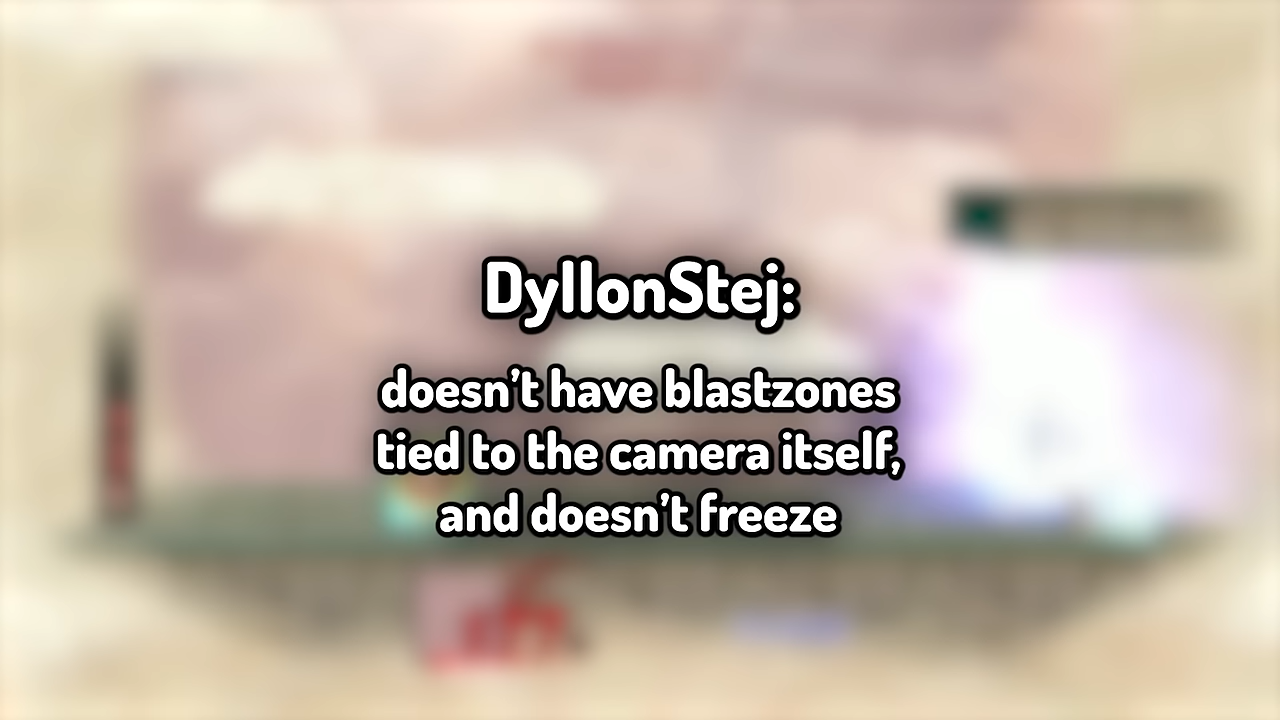 DyllonStej:
doesn't have blastzones
tied to the camera itself,
and doesn't freeze